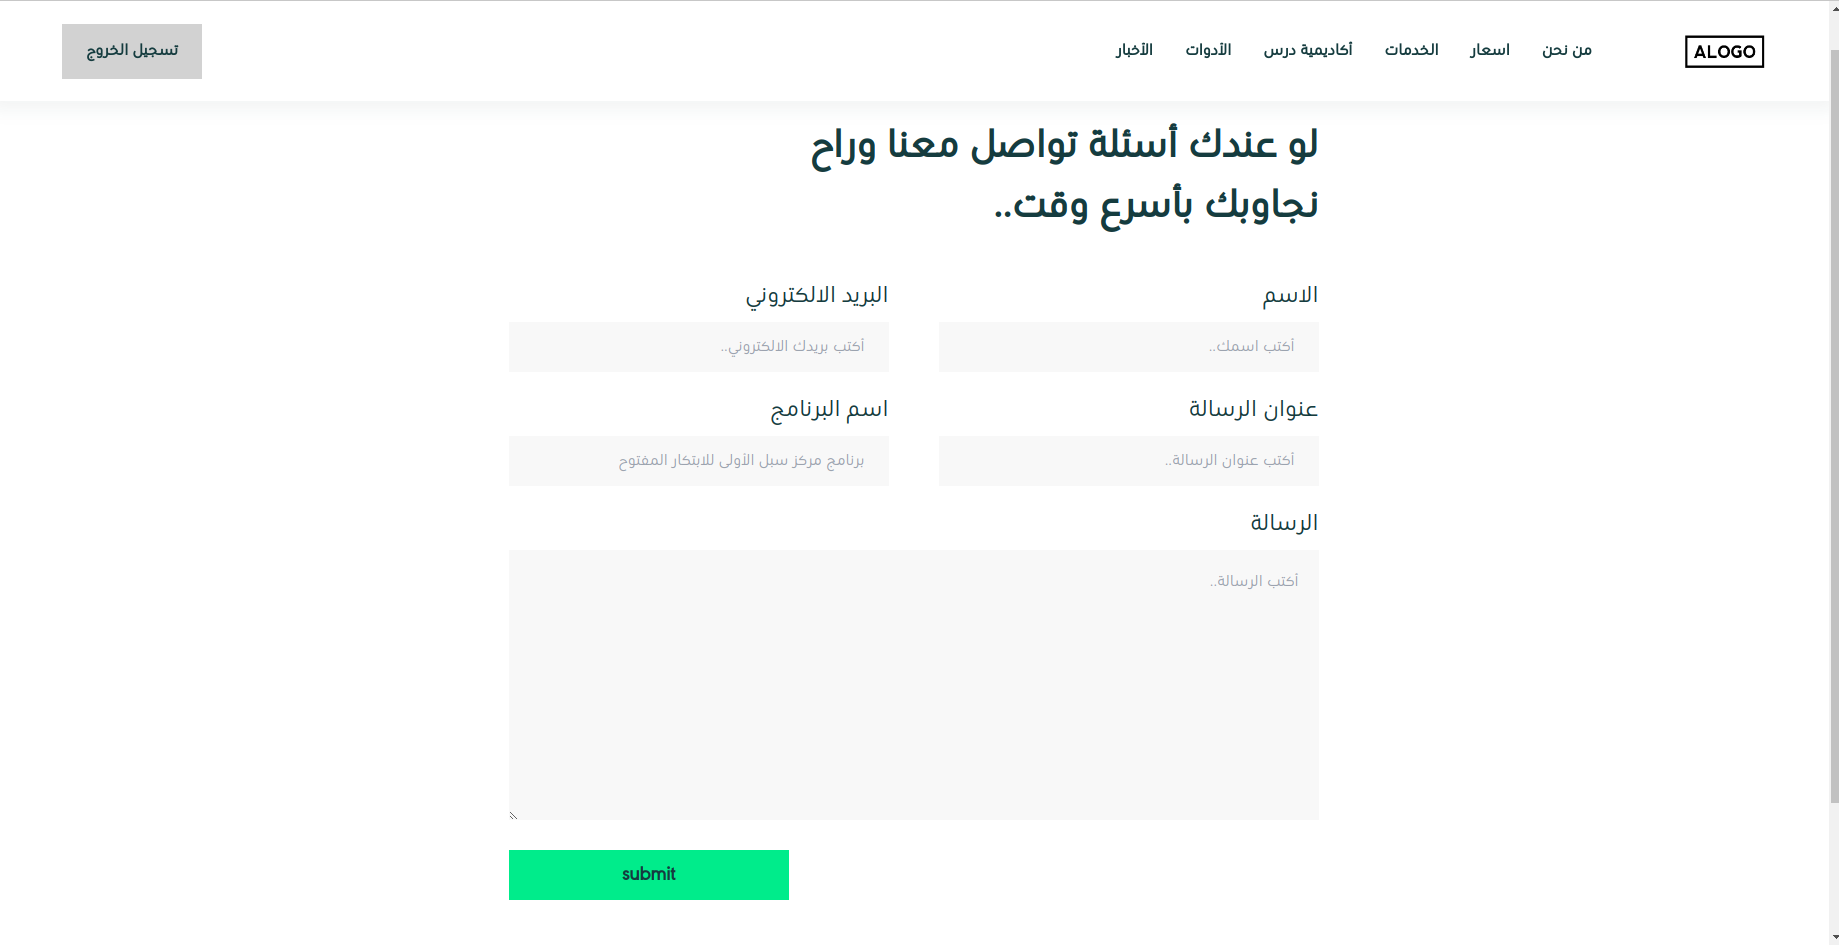 ALOGO
من نحن
اسعار
الخدمات
أكاديمية درس
الأدوات
الأخبار
تسجيل الخروج
لو عندك أسئلة تواصل معنا وراح
نجاوبك بأسرع وقت..
الاسم
البريد الالكتروني
أكتب اسمك..
أكتب بريدك الالكتروني..
عنوان الرسالة
اسم البرنامج
أكتب عنوان الرسالة..
برنامج مركز سبل الأولى للابتكار المفتوح
الرسالة
أكتب الرسالة..
submit